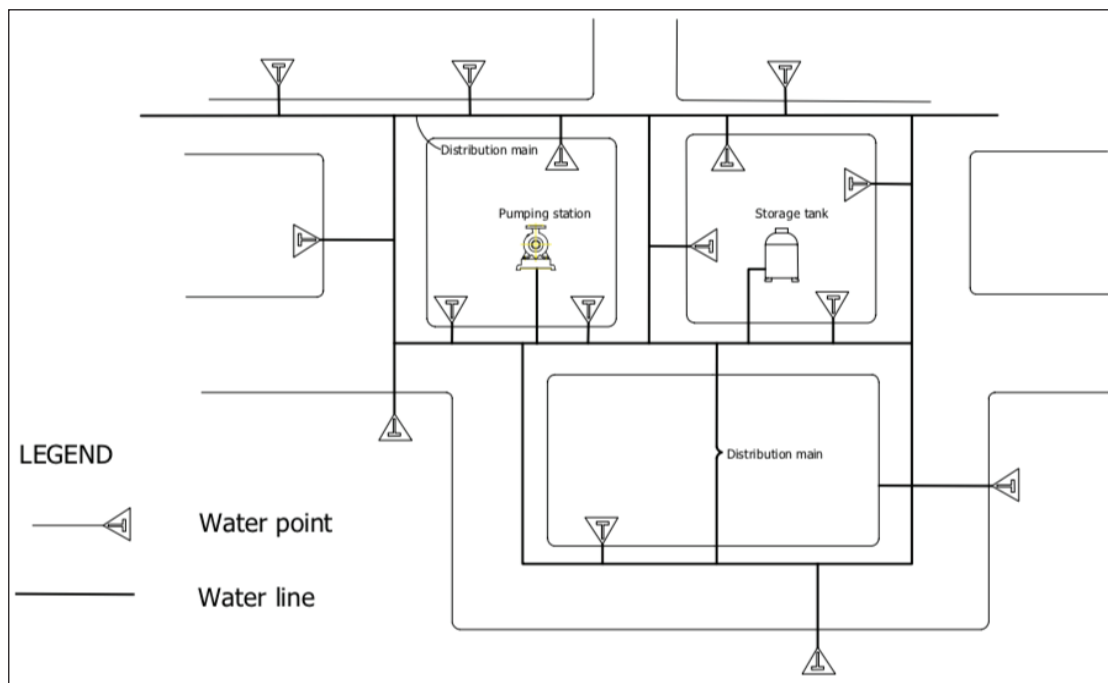 Distribution main
Pumping station
Storage tank
Distribution main
LEGEND
Water point
Water line